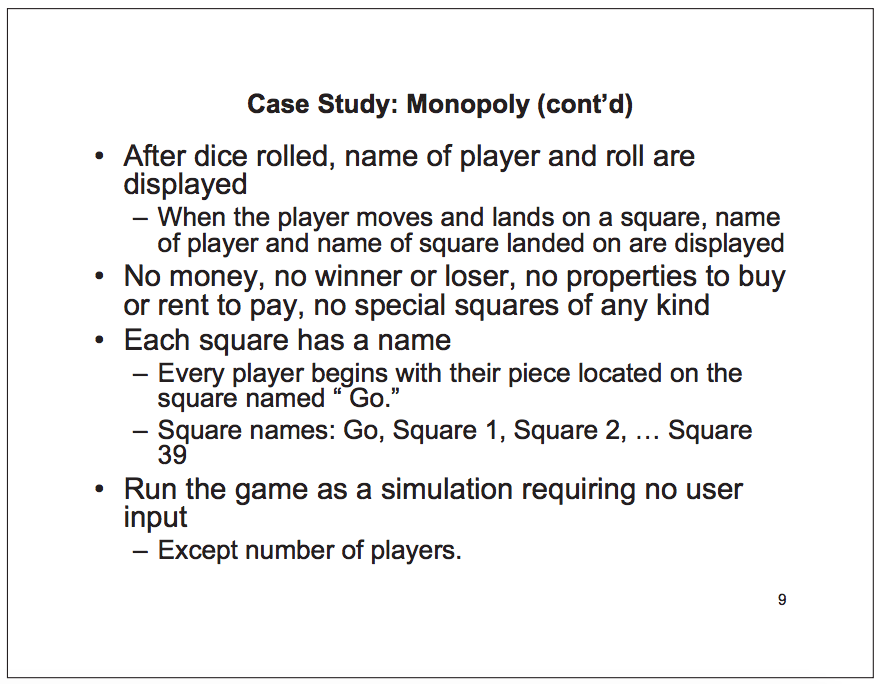 Case Study: Monopoly (cont’d)
• After dice rolled, name of player and roll are
displayed
– When the player moves and lands on a square, name
of player and name of square landed on are displayed
• No money, no winner or loser, no properties to buy
or rent to pay, no special squares of any kind
• Each square has a name
– Every player begins with their piece located on the
square named “ Go.”
– Square names: Go, Square 1, Square 2, … Square
39
• Run the game as a simulation requiring no user
input
– Except number of players.
9